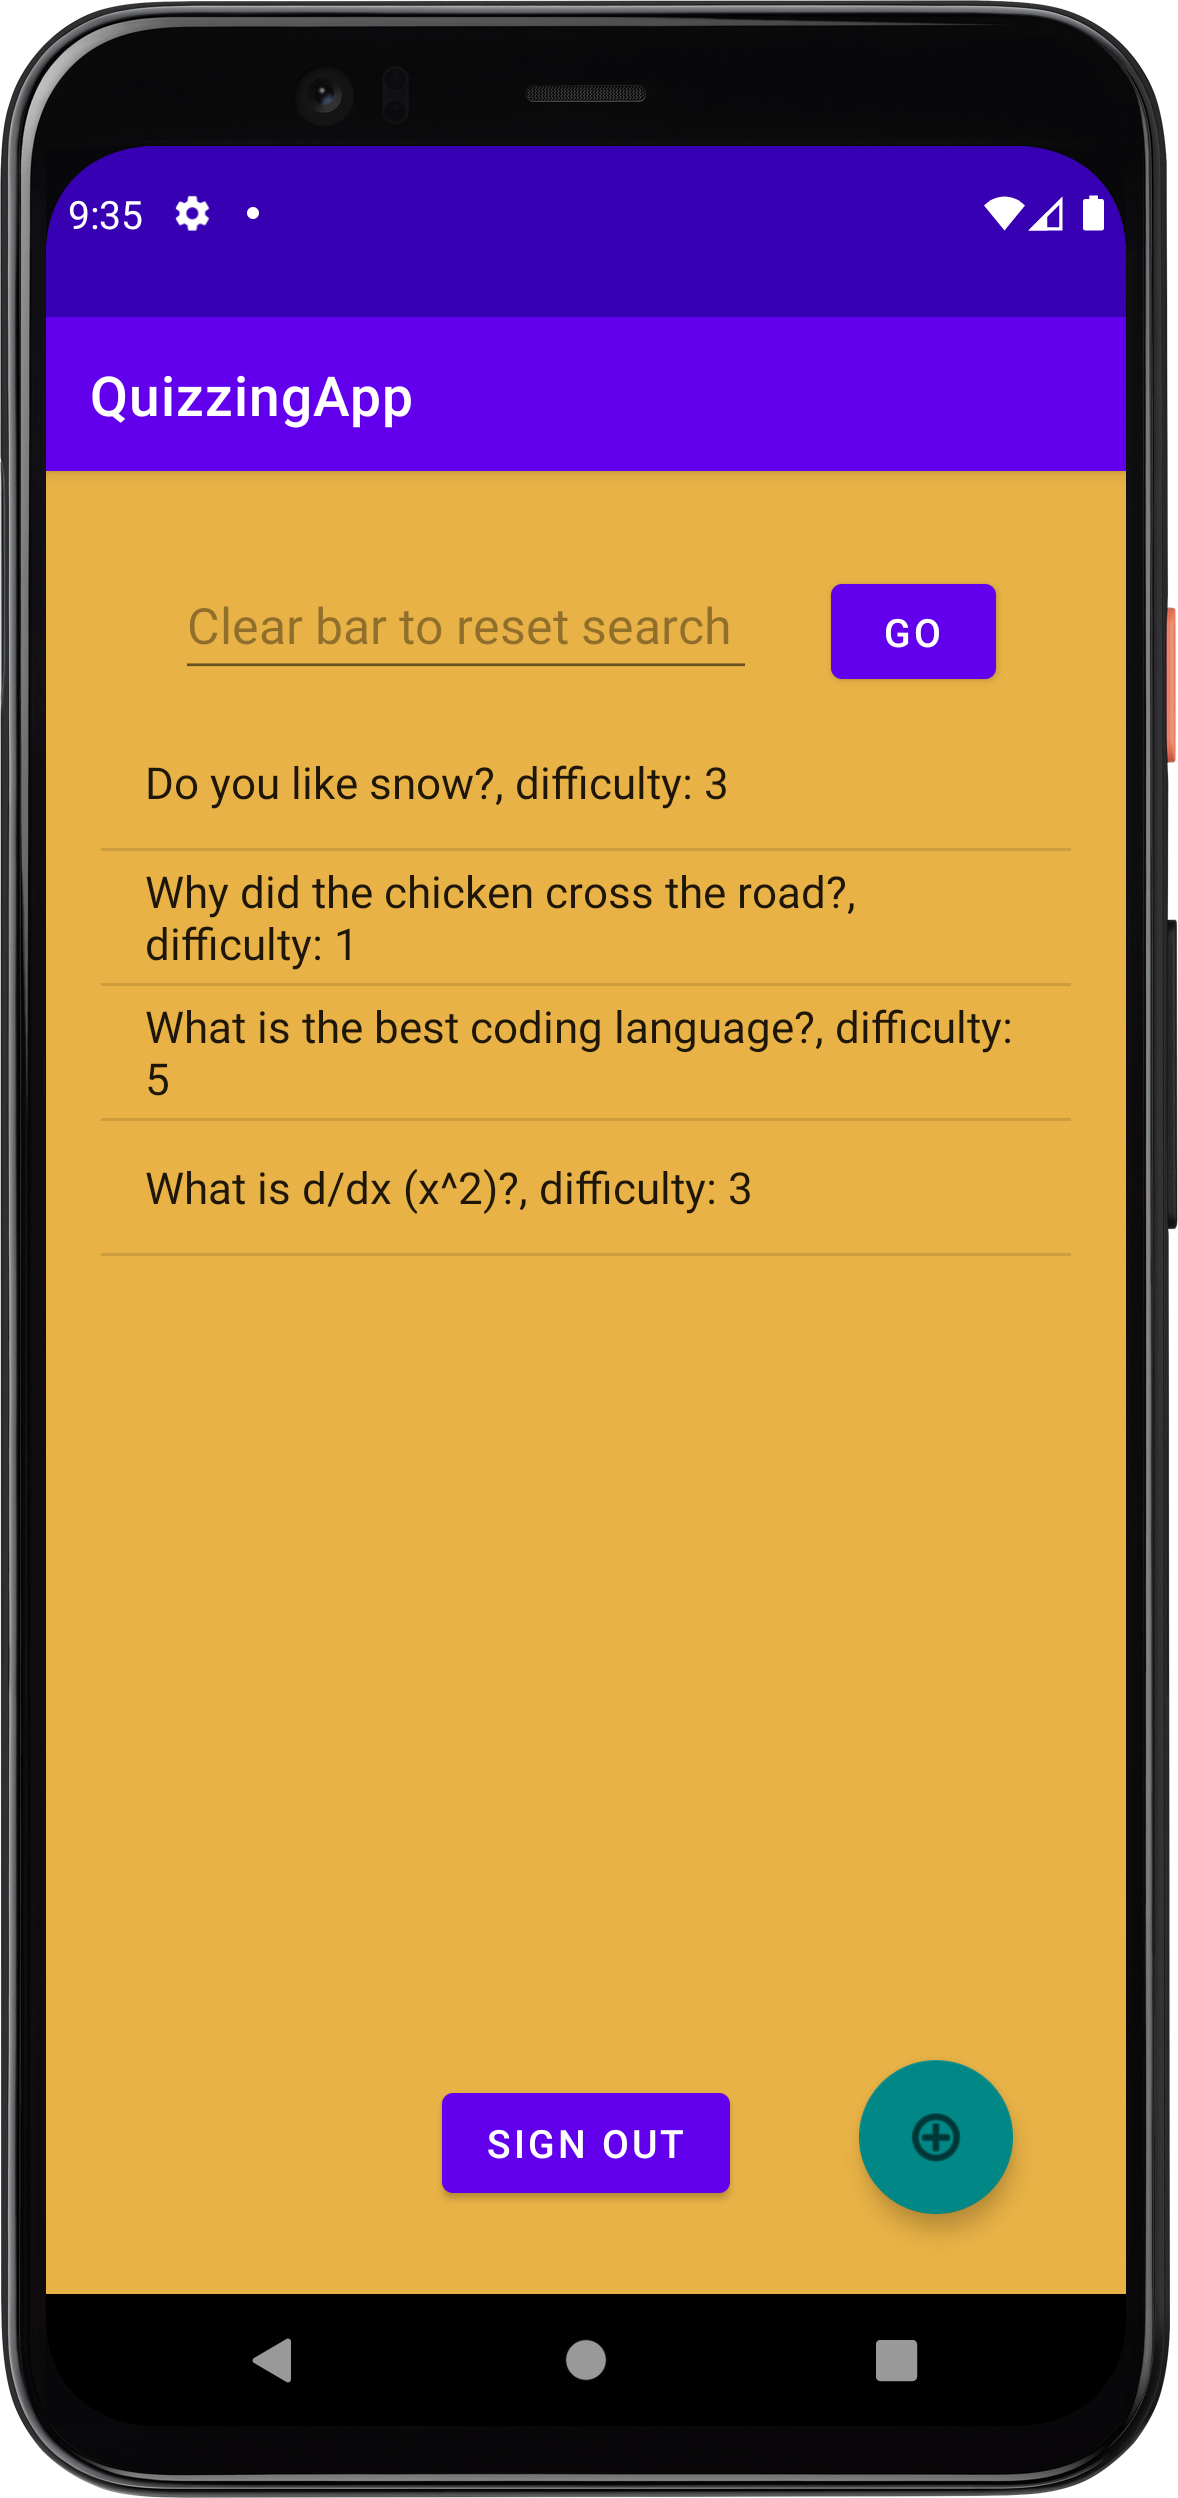 9:35
QuizzingApp
Clear bar to reset search
GO
Do you like snow?, difficulty: 3
Why did the chicken cross the road?,
difficulty: 1
What is the best coding language?, difficulty:
5
What is d/dx (x^2)?, difficulty: 3
SIGN OUT